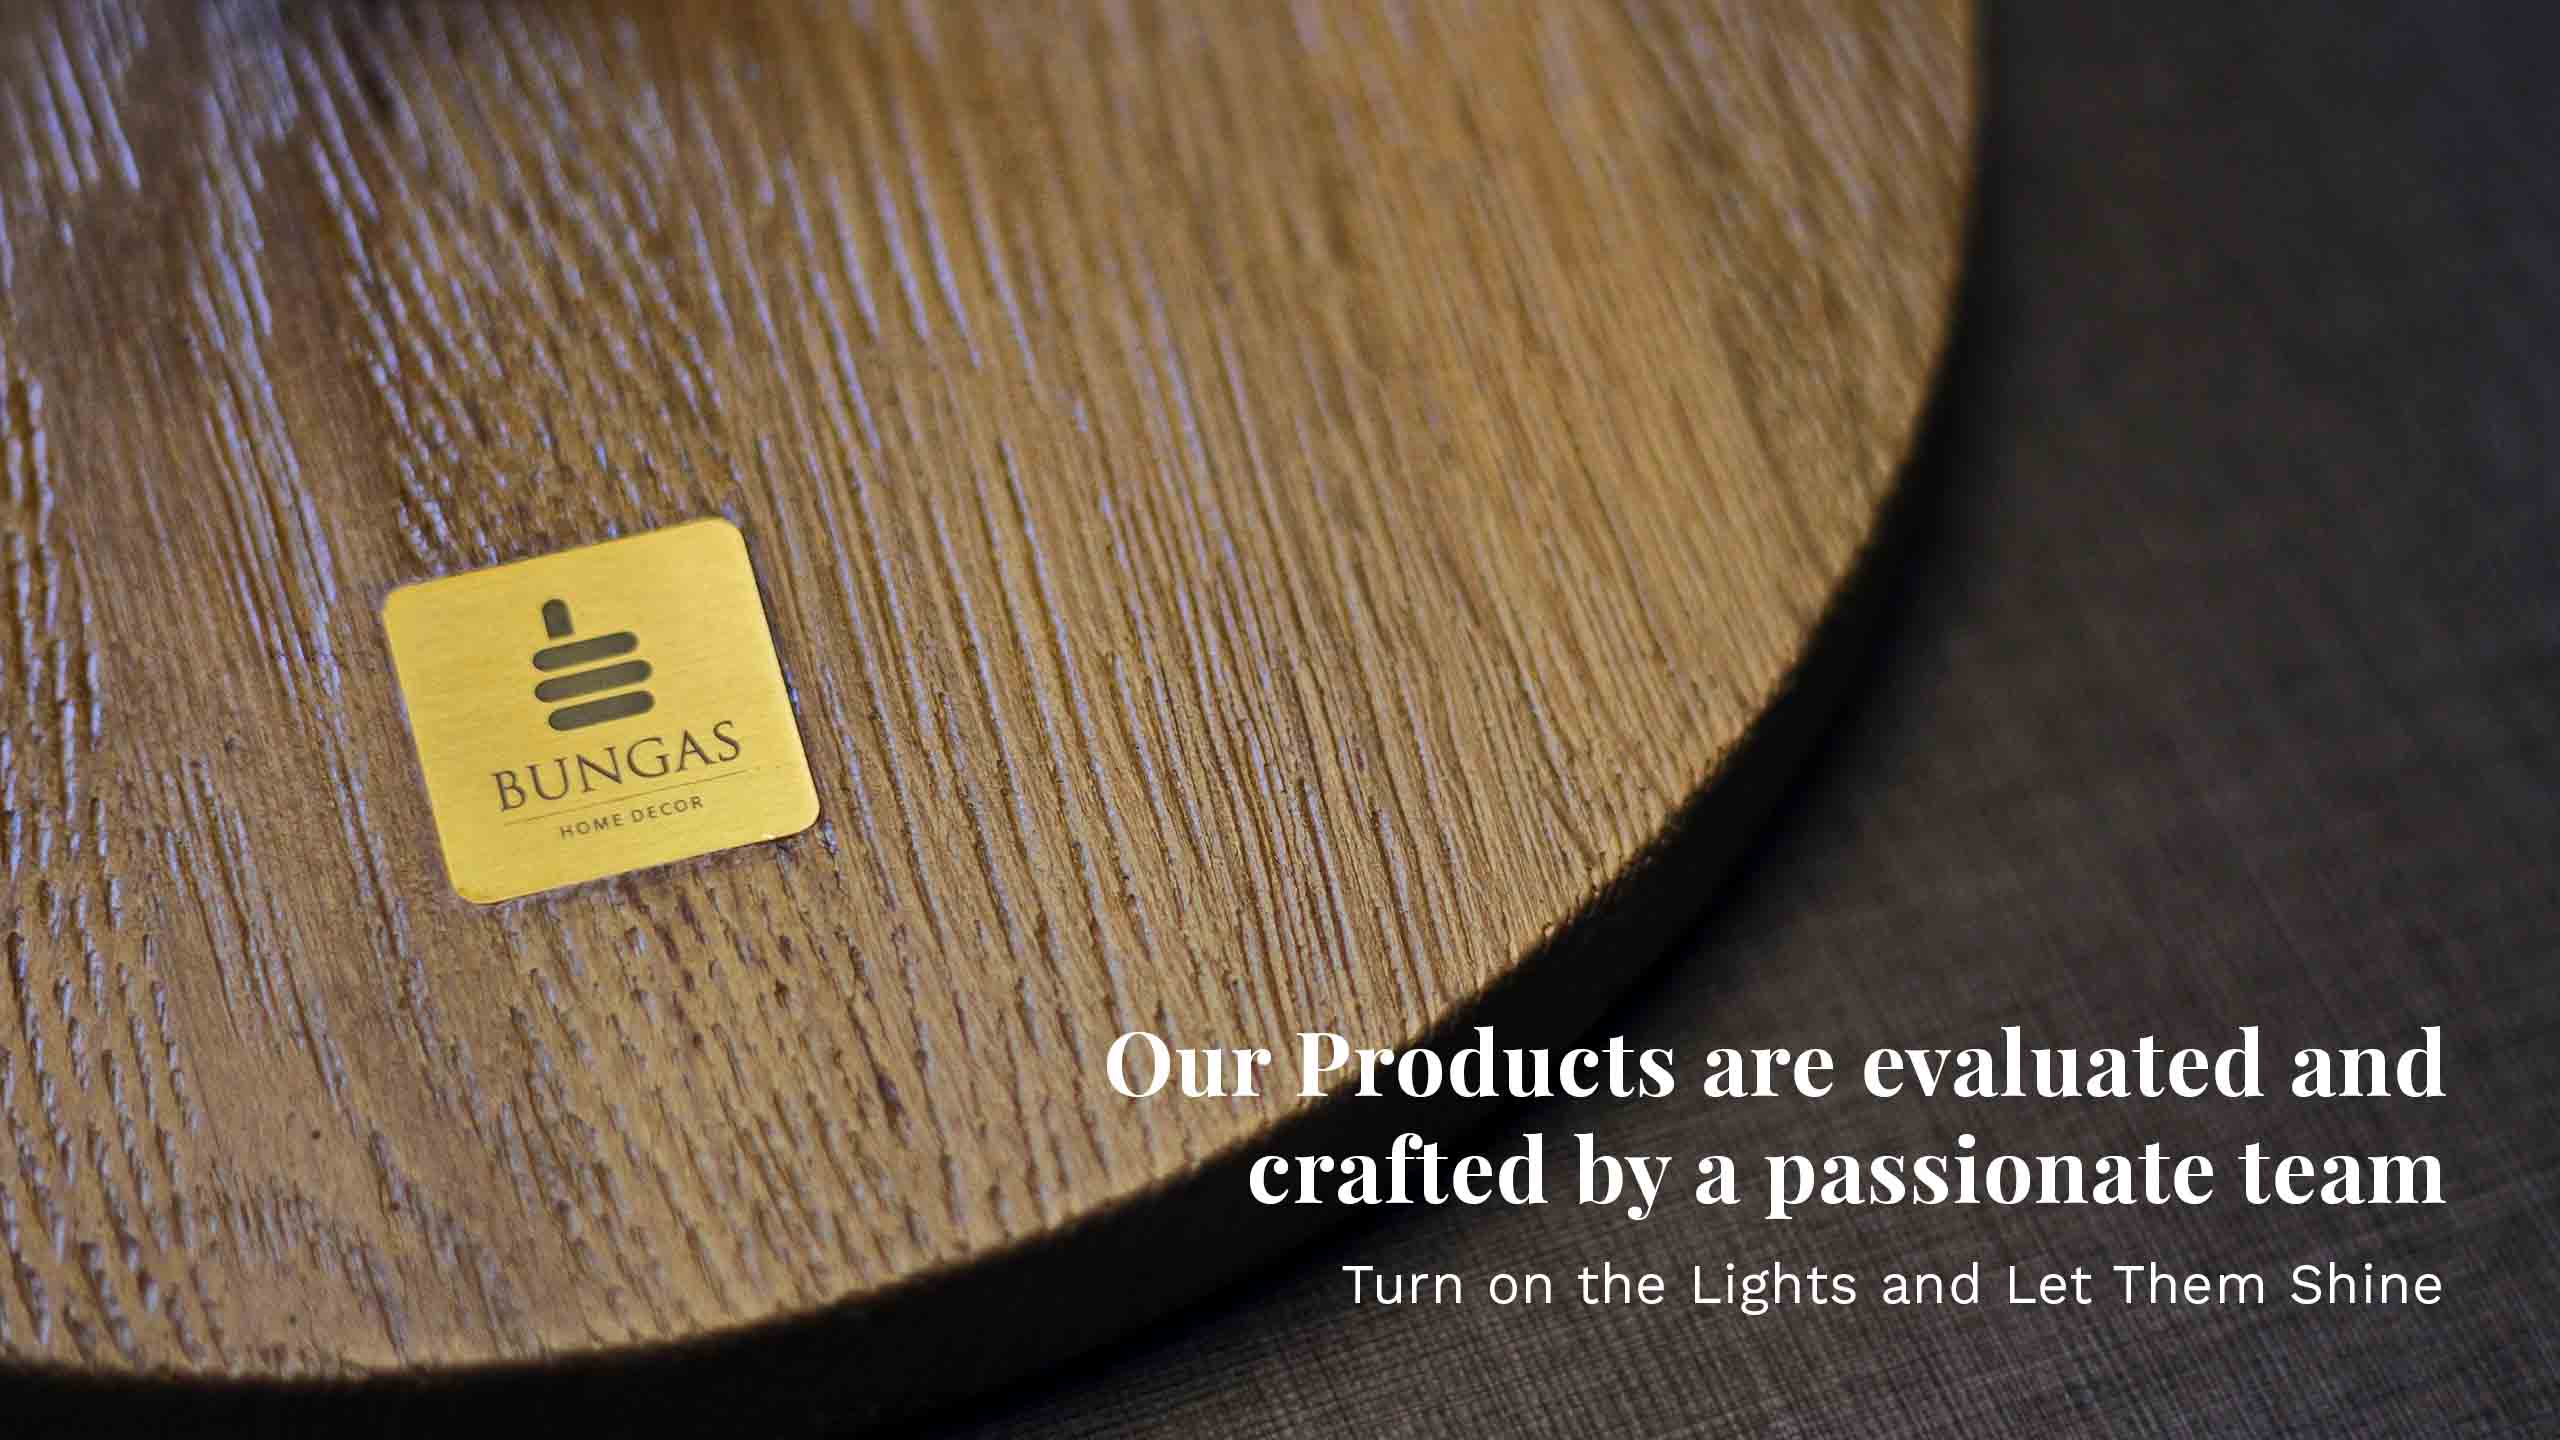 BUNGAS
HOME DECOR
Our Products are evaluated and
crafted by a passionate team
Turn on the Lights and Let Them Shine